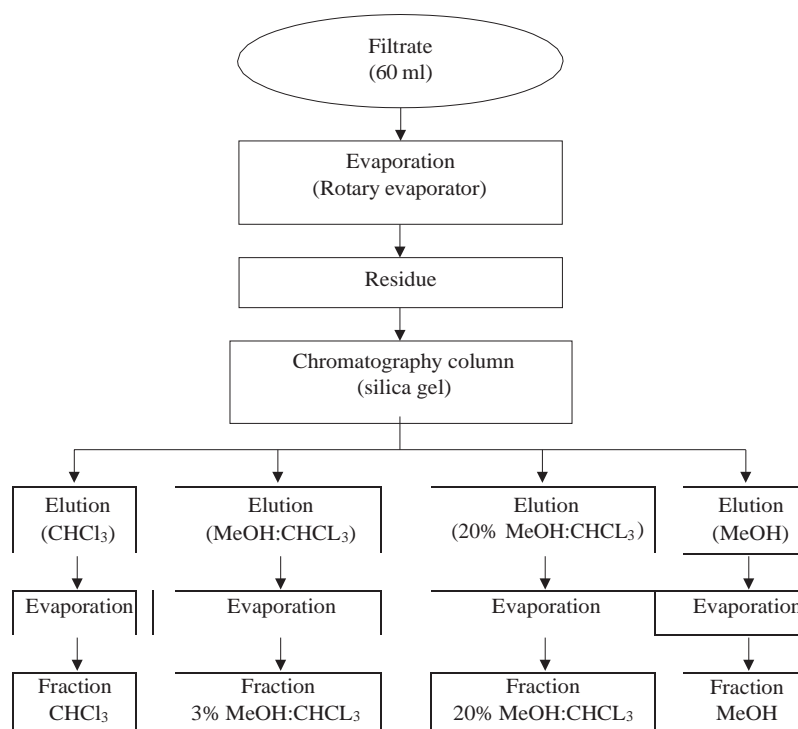 Filtrate
(60 ml)
Evaporation
(Rotary evaporator)
Residue
Chromatography column
(silica gel)
Elution
(CHCl₃)
Elution
(MeOH:CHCL₃)
Elution
(20% MeOH:CHCL₃)
Elution
(MeOH)
Evaporation
Evaporation
Evaporation
Evaporation
Fraction
CHCl₃
Fraction
3% MeOH:CHCL₃
Fraction
20% MeOH:CHCL₃
Fraction
MeOH